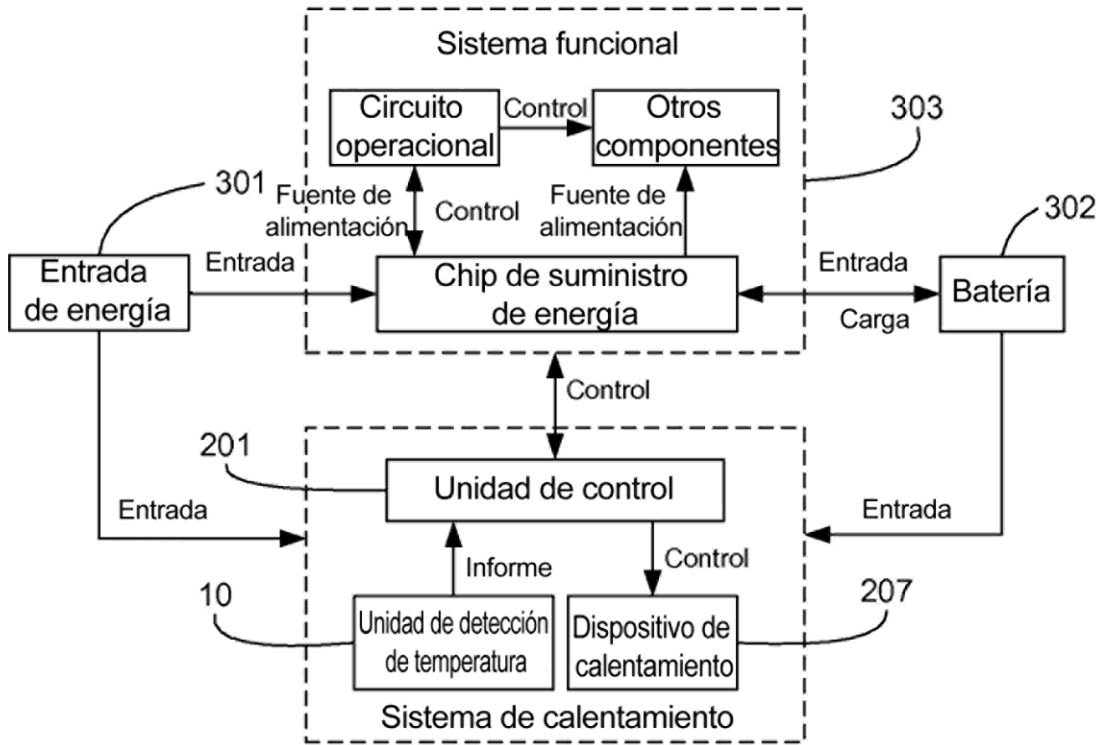 Sistema funcional
Circuito
operacional
Control
Otros
componentes
303
301
Fuente de
alimentación
Control
Fuente de
alimentación
302
Entrada
de energía
Entrada
Chip de suministro
de energía
Entrada
Carga
Batería
Control
201
Unidad de control
Entrada
Entrada
Informe
Control
10
Unidad de detección
de temperatura
Dispositivo de
calentamiento
207
Sistema de calentamiento